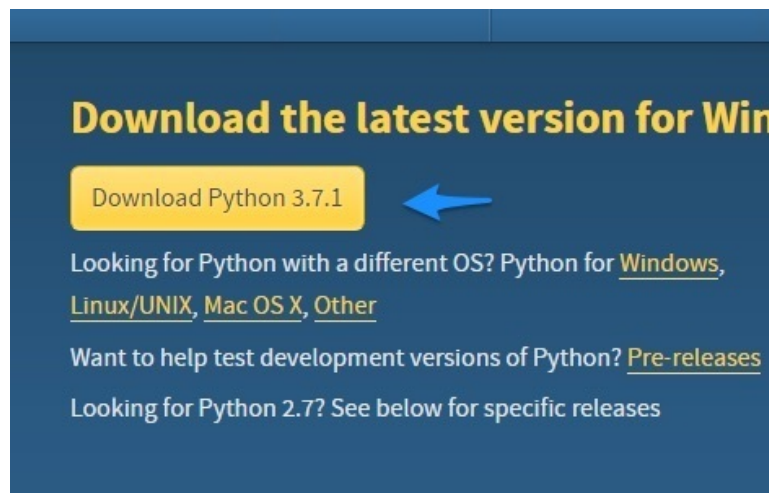 Download the latest version for Win
Download Python 3.7.1
Looking for Python with a different OS? Python for Windows,
Linux/UNIX, Mac OS X, Other
Want to help test development versions of Python? Pre-releases
Looking for Python 2.7? See below for specific releases